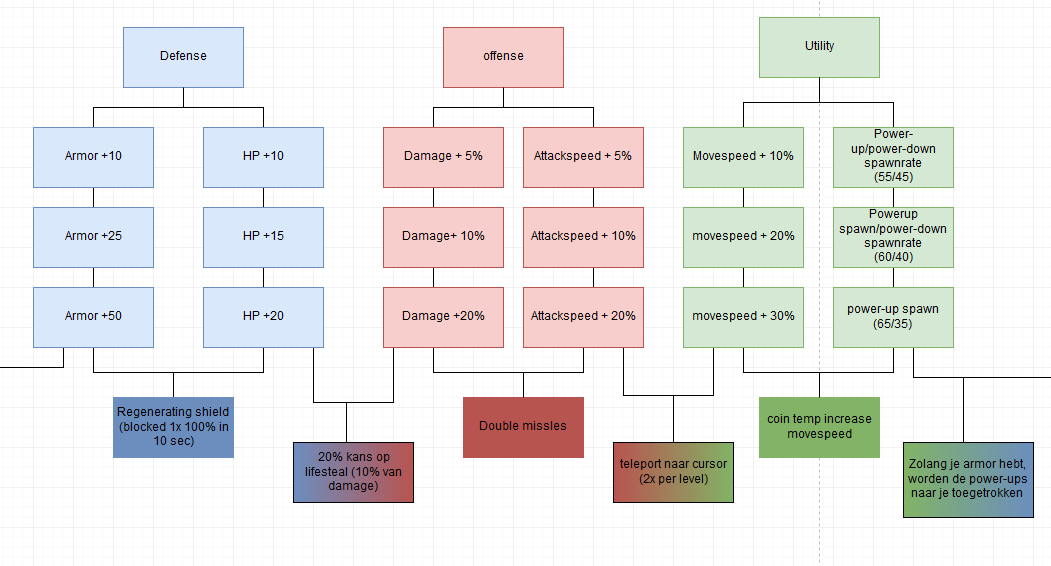 Defense
offense
Utility
Armor +10
HP +10
Damage + 5%
Attackspeed + 5%
Movespeed + 10%
Power-
up/power-down
spawnrate
(55/45)
Armor +25
HP +15
Damage+ 10%
Attackspeed + 10%
movespeed + 20%
Powerup
spawn/power-down
spawnrate
(60/40)
Armor +50
HP +20
Damage +20%
Attackspeed + 20%
movespeed + 30%
power-up spawn
(65/35)
Regenerating shield
(blocked 1x 100% in
10 sec)
Double missles
coin temp increase
movespeed
20% kans op
lifesteal (10% van
damage)
teleport naar cursor
(2x per level)
Zolang je armor hebt,
worden de power-ups
naar je toegetrokken